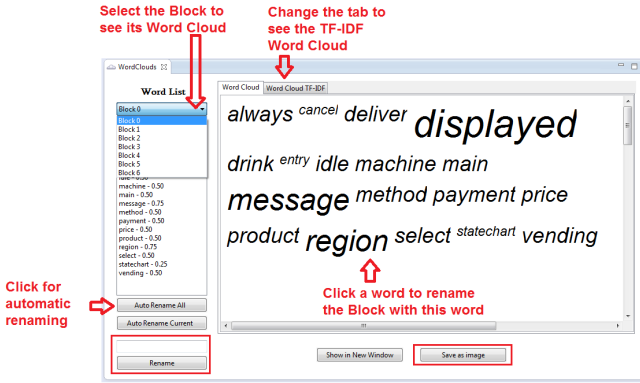 Select the Block to
see its Word Cloud
Change the tab to
see the TF-IDF
Word Cloud
WordClouds
Word List
Block 0
Block 0
Block 1
Block 2
Block 3
Block 4
Block 5
Block 6
idle - 0.50
machine - 0.50
main - 0.50
message - 0.75
method - 0.50
payment - 0.50
price - 0.50
product - 0.50
region - 0.75
select - 0.50
statechart - 0.25
vending - 0.50
Word Cloud Word Cloud TF-IDF
always cancel deliver displayed
drink entry idle machine main
message method payment price
product region select statechart vending
Click a word to rename
the Block with this word
Click for
automatic
renaming
Auto Rename All
Auto Rename Current
Rename
Show in New Window
Save as image